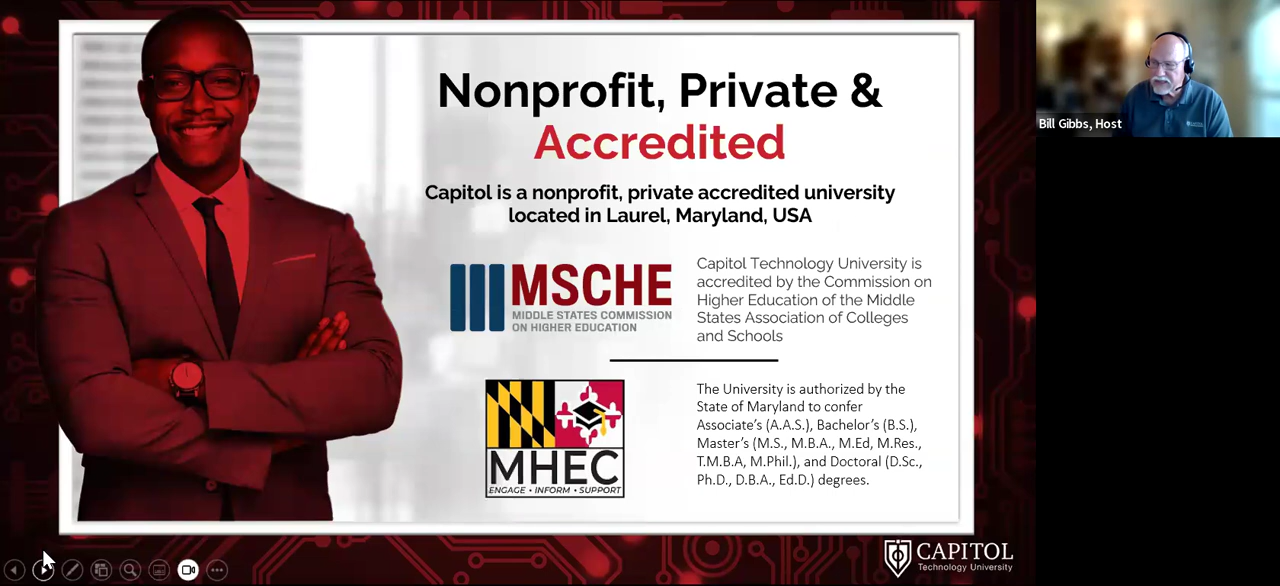 Nonprofit, Private &
Accredited
Capitol is a nonprofit, private accredited university
located in Laurel, Maryland, USA
MSCHE
MIDDLE STATES COMMISSION
ON HIGHER EDUCATION
Capitol Technology University is
accredited by the Commission on
Higher Education of the Middle
States Association of Colleges
and Schools
MHEC
ENGAGE • INFORM • SUPPORT
The University is authorized by the
State of Maryland to confer
Associate's (A.A.S.), Bachelor's (B.S.),
Master's (M.S., M.B.A., M.Ed, M.Res.,
T.M.B.A, M.Phil.), and Doctoral (D.Sc.,
Ph.D., D.B.A., Ed.D.) degrees.
CAPITOL
Technology University
Bill Gibbs, Host